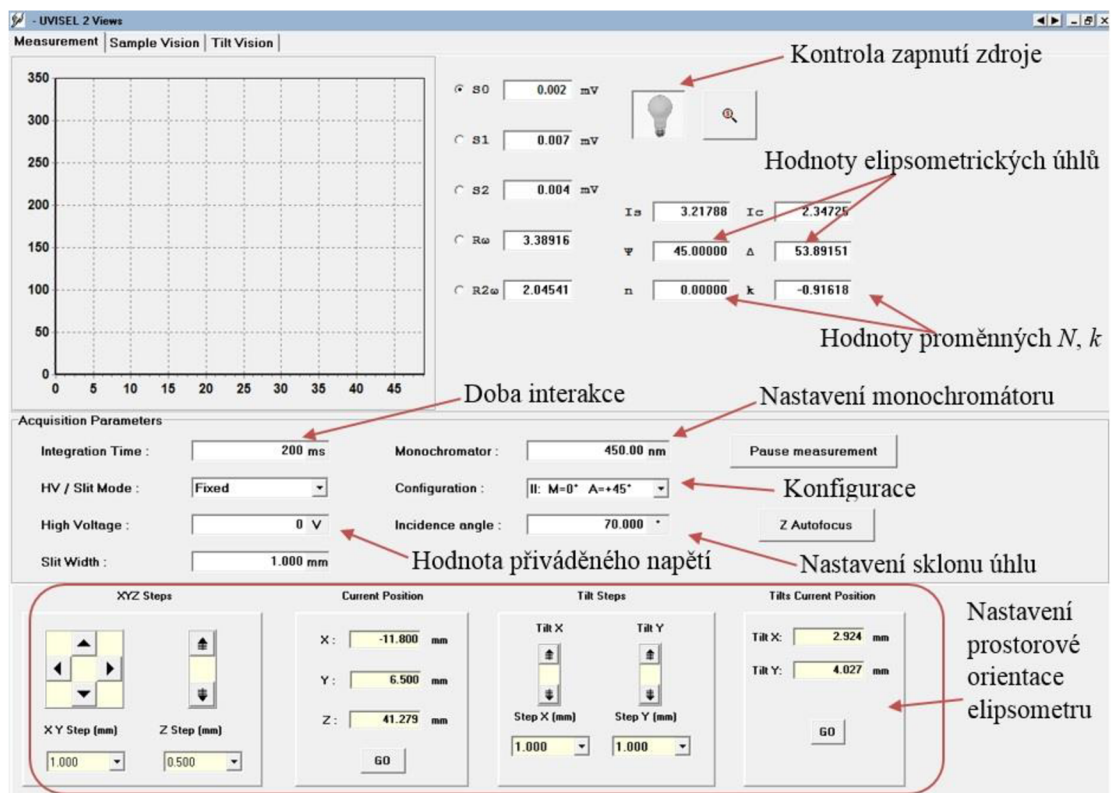 - UVISEL 2 Views
Measurement Sample Vision Tilt Vision
Kontrola zapnutí zdroje
350
300
250
200
150
100
50
0
0 5 10 15 20 25 30 35 40 45
S0 0.002 mV
S1 0.007 mV
S2 0.004 mV
Rω 3.38916
R2ω 2.04541
Hodnoty elipsometrických úhlů
Is 3.21788 Ic 2.34725
Ψ 45.00000 Δ 53.89151
n 0.00000 k -0.91618
Hodnoty proměnných N, k
Doba interakce
Nastavení monochromátoru
Acquisition Parameters
Integration Time : 200 ms
Monochromator : 450.00 nm
Pause measurement
HV / Slit Mode : Fixed
Configuration : II: M=0° A=+45°
Konfigurace
High Voltage : 0 V
Incidence angle : 70.000 °
Z Autofocus
Hodnota přiváděného napětí
Nastavení sklonu úhlu
Slit Width : 1.000 mm
XYZ Steps
XY Step (mm) Z Step (mm)
1.000 0.500
Current Position
X : -11.800 mm
Y : 6.500 mm
Z : 41.279 mm
GO
Tilt Steps
Tilt X Tilt Y
Step X (mm) Step Y (mm)
1.000 1.000
Tilts Current Position
Tilt X: 2.924 mm
Tilt Y: 4.027 mm
GO
Nastavení
prostorové
orientace
elipsometru